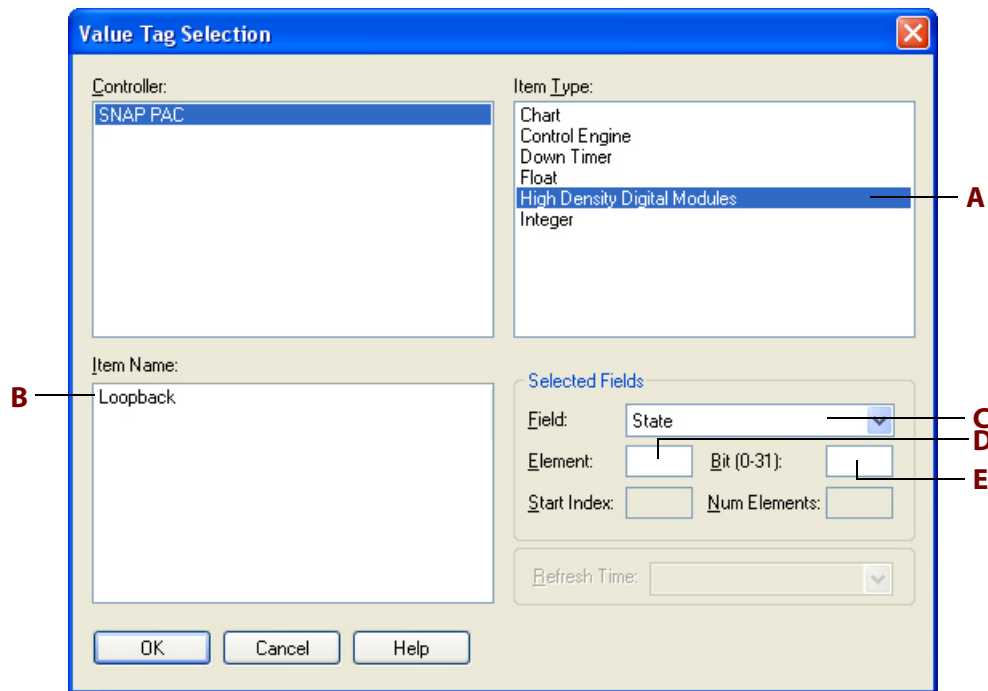 Value Tag Selection
Controller:
SNAP PAC
Item Type:
Chart
Control Engine
Down Timer
Float
High Density Digital Modules
Integer
A
Item Name:
Loopback
B
Selected Fields
Field:
State
C
Element:
Bit (0-31):
D
E
Start Index:
Num Elements:
Refresh Time:
OK
Cancel
Help